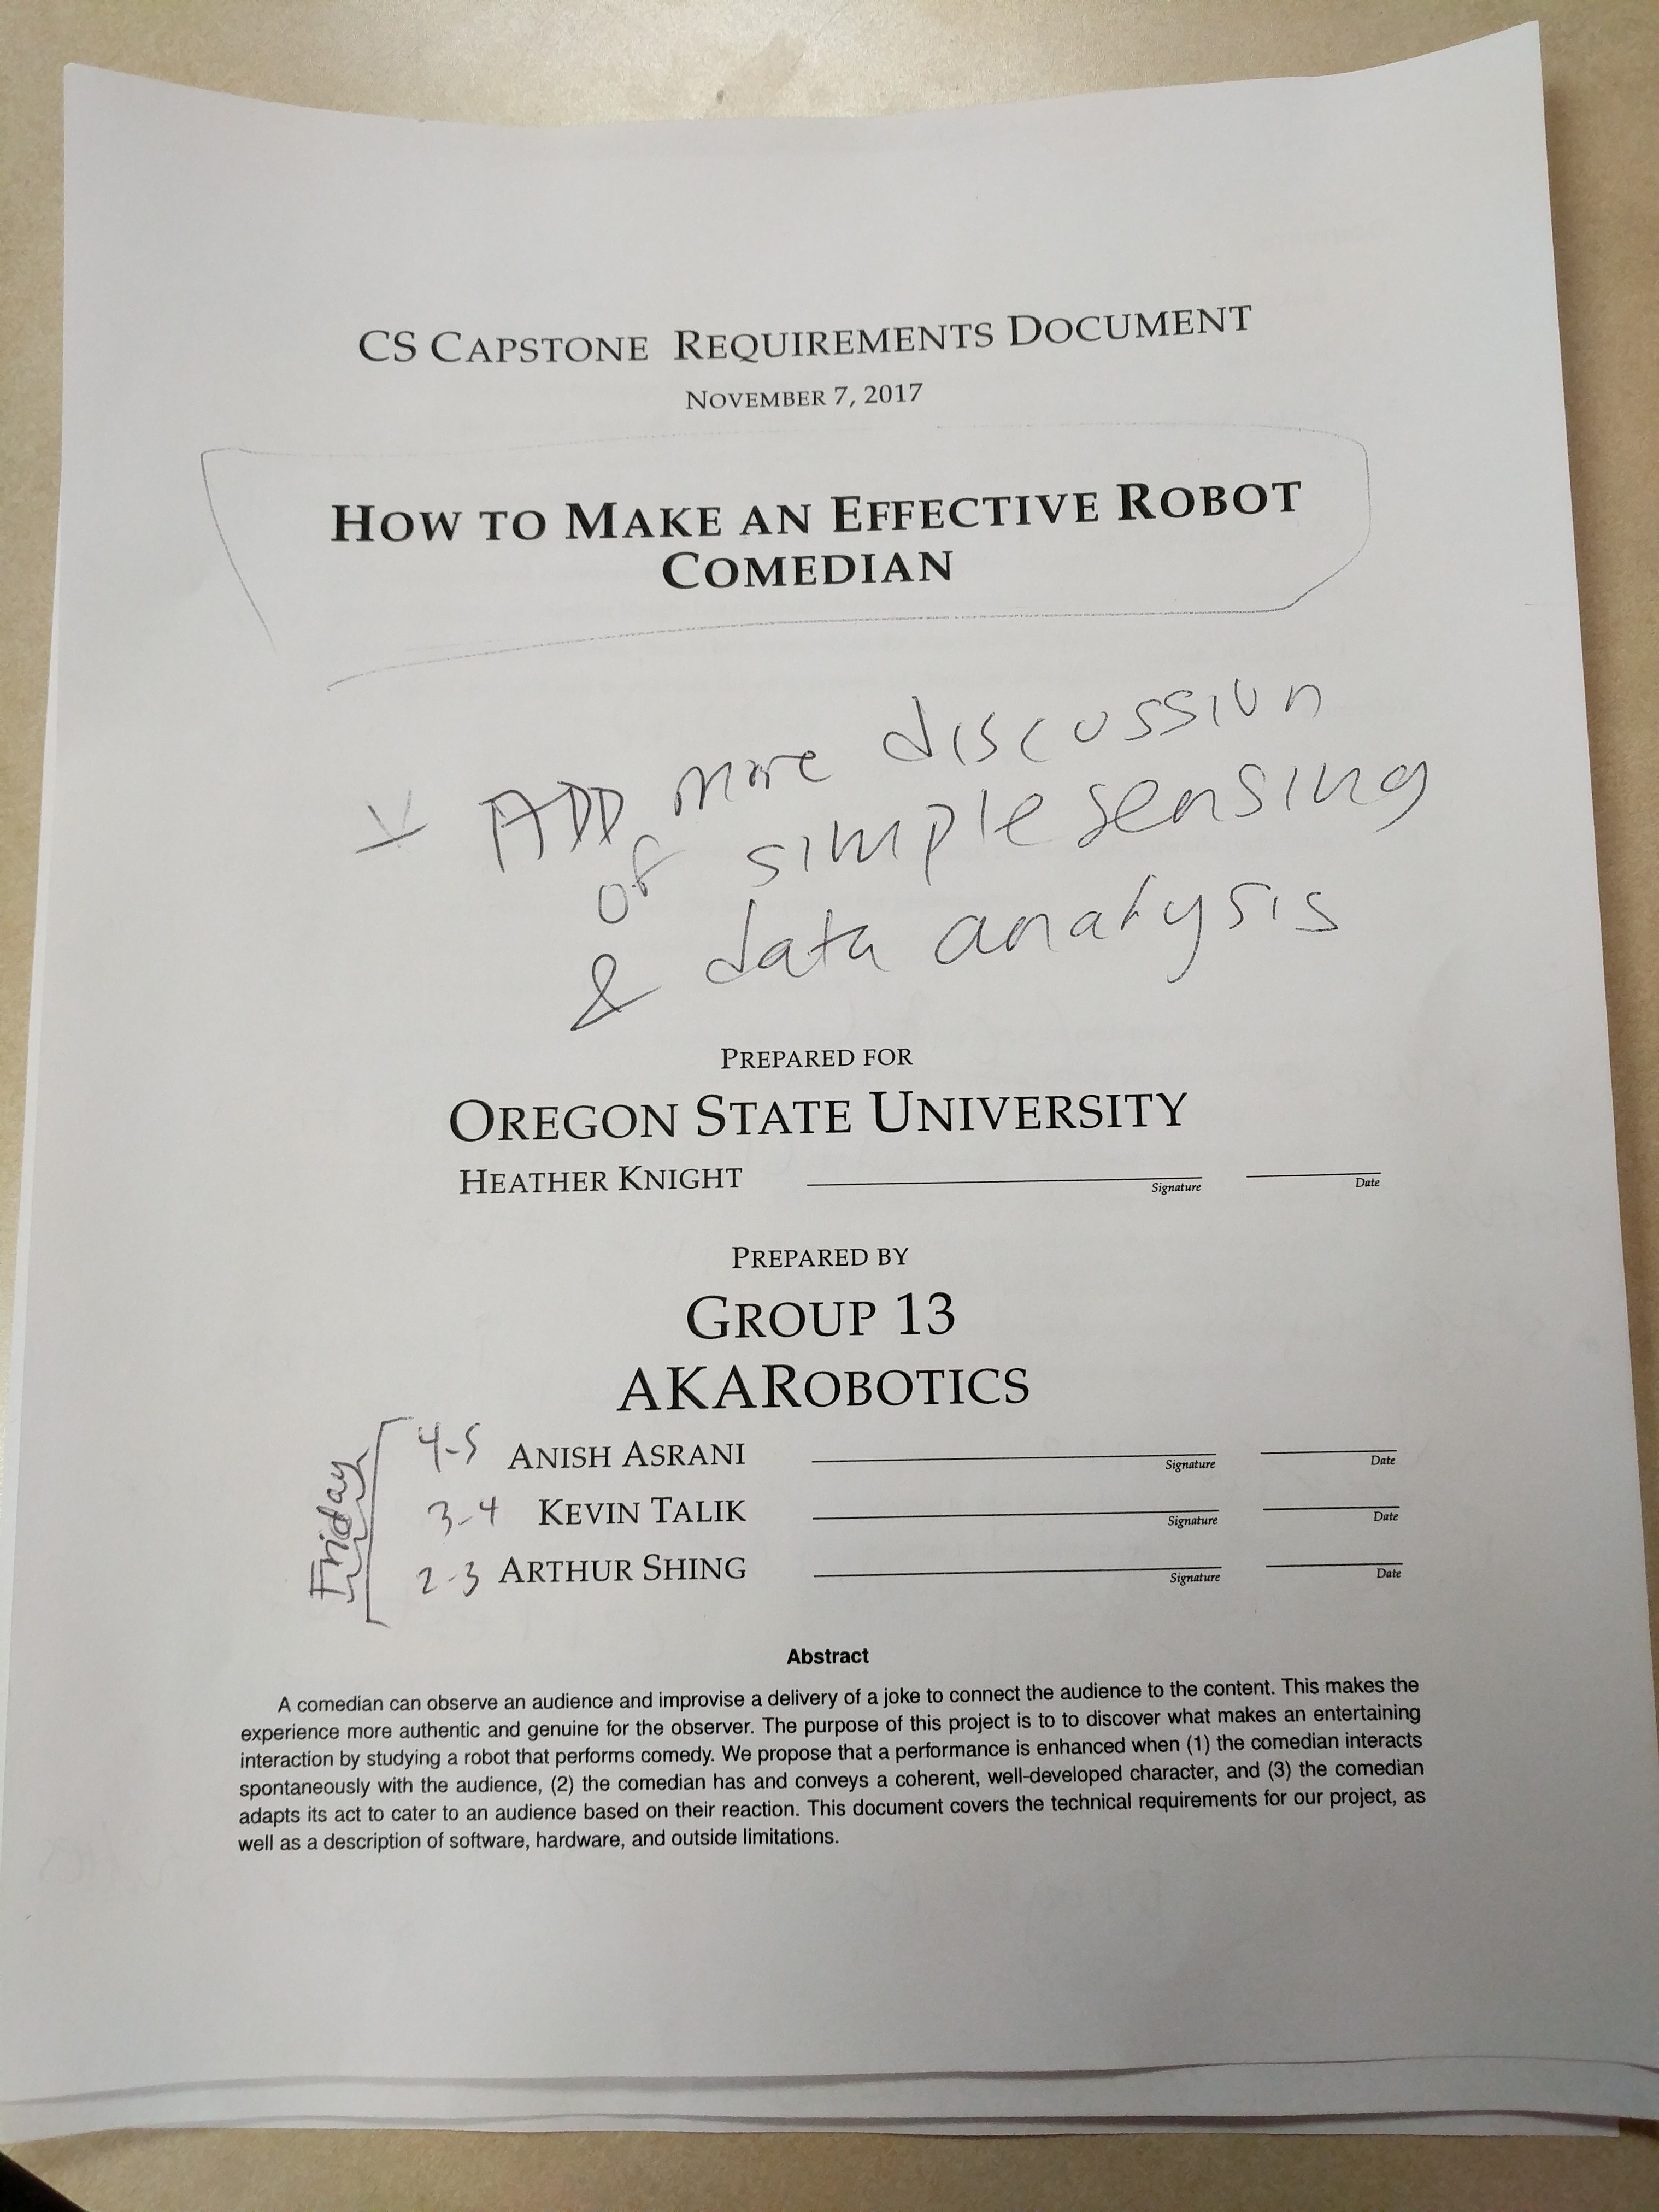 CS CAPSTONE REQUIREMENTS DOCUMENT
NOVEMBER 7, 2017
HOW TO MAKE AN EFFECTIVE ROBOT
COMEDIAN
ADD more discussion
of simple sensing
& data analysis
PREPARED FOR
OREGON STATE UNIVERSITY
HEATHER KNIGHT Signature Date
PREPARED BY
GROUP 13
AKAROBOTICS
Friday
4-5 ANISH ASRANI Signature Date
3-4 KEVIN TALIK Signature Date
2-3 ARTHUR SHING Signature Date
Abstract
A comedian can observe an audience and improvise a delivery of a joke to connect the audience to the content. This makes the
experience more authentic and genuine for the observer. The purpose of this project is to to discover what makes an entertaining
interaction by studying a robot that performs comedy. We propose that a performance is enhanced when (1) the comedian interacts
spontaneously with the audience, (2) the comedian has and conveys a coherent, well-developed character, and (3) the comedian
adapts its act to cater to an audience based on their reaction. This document covers the technical requirements for our project, as
well as a description of software, hardware, and outside limitations.